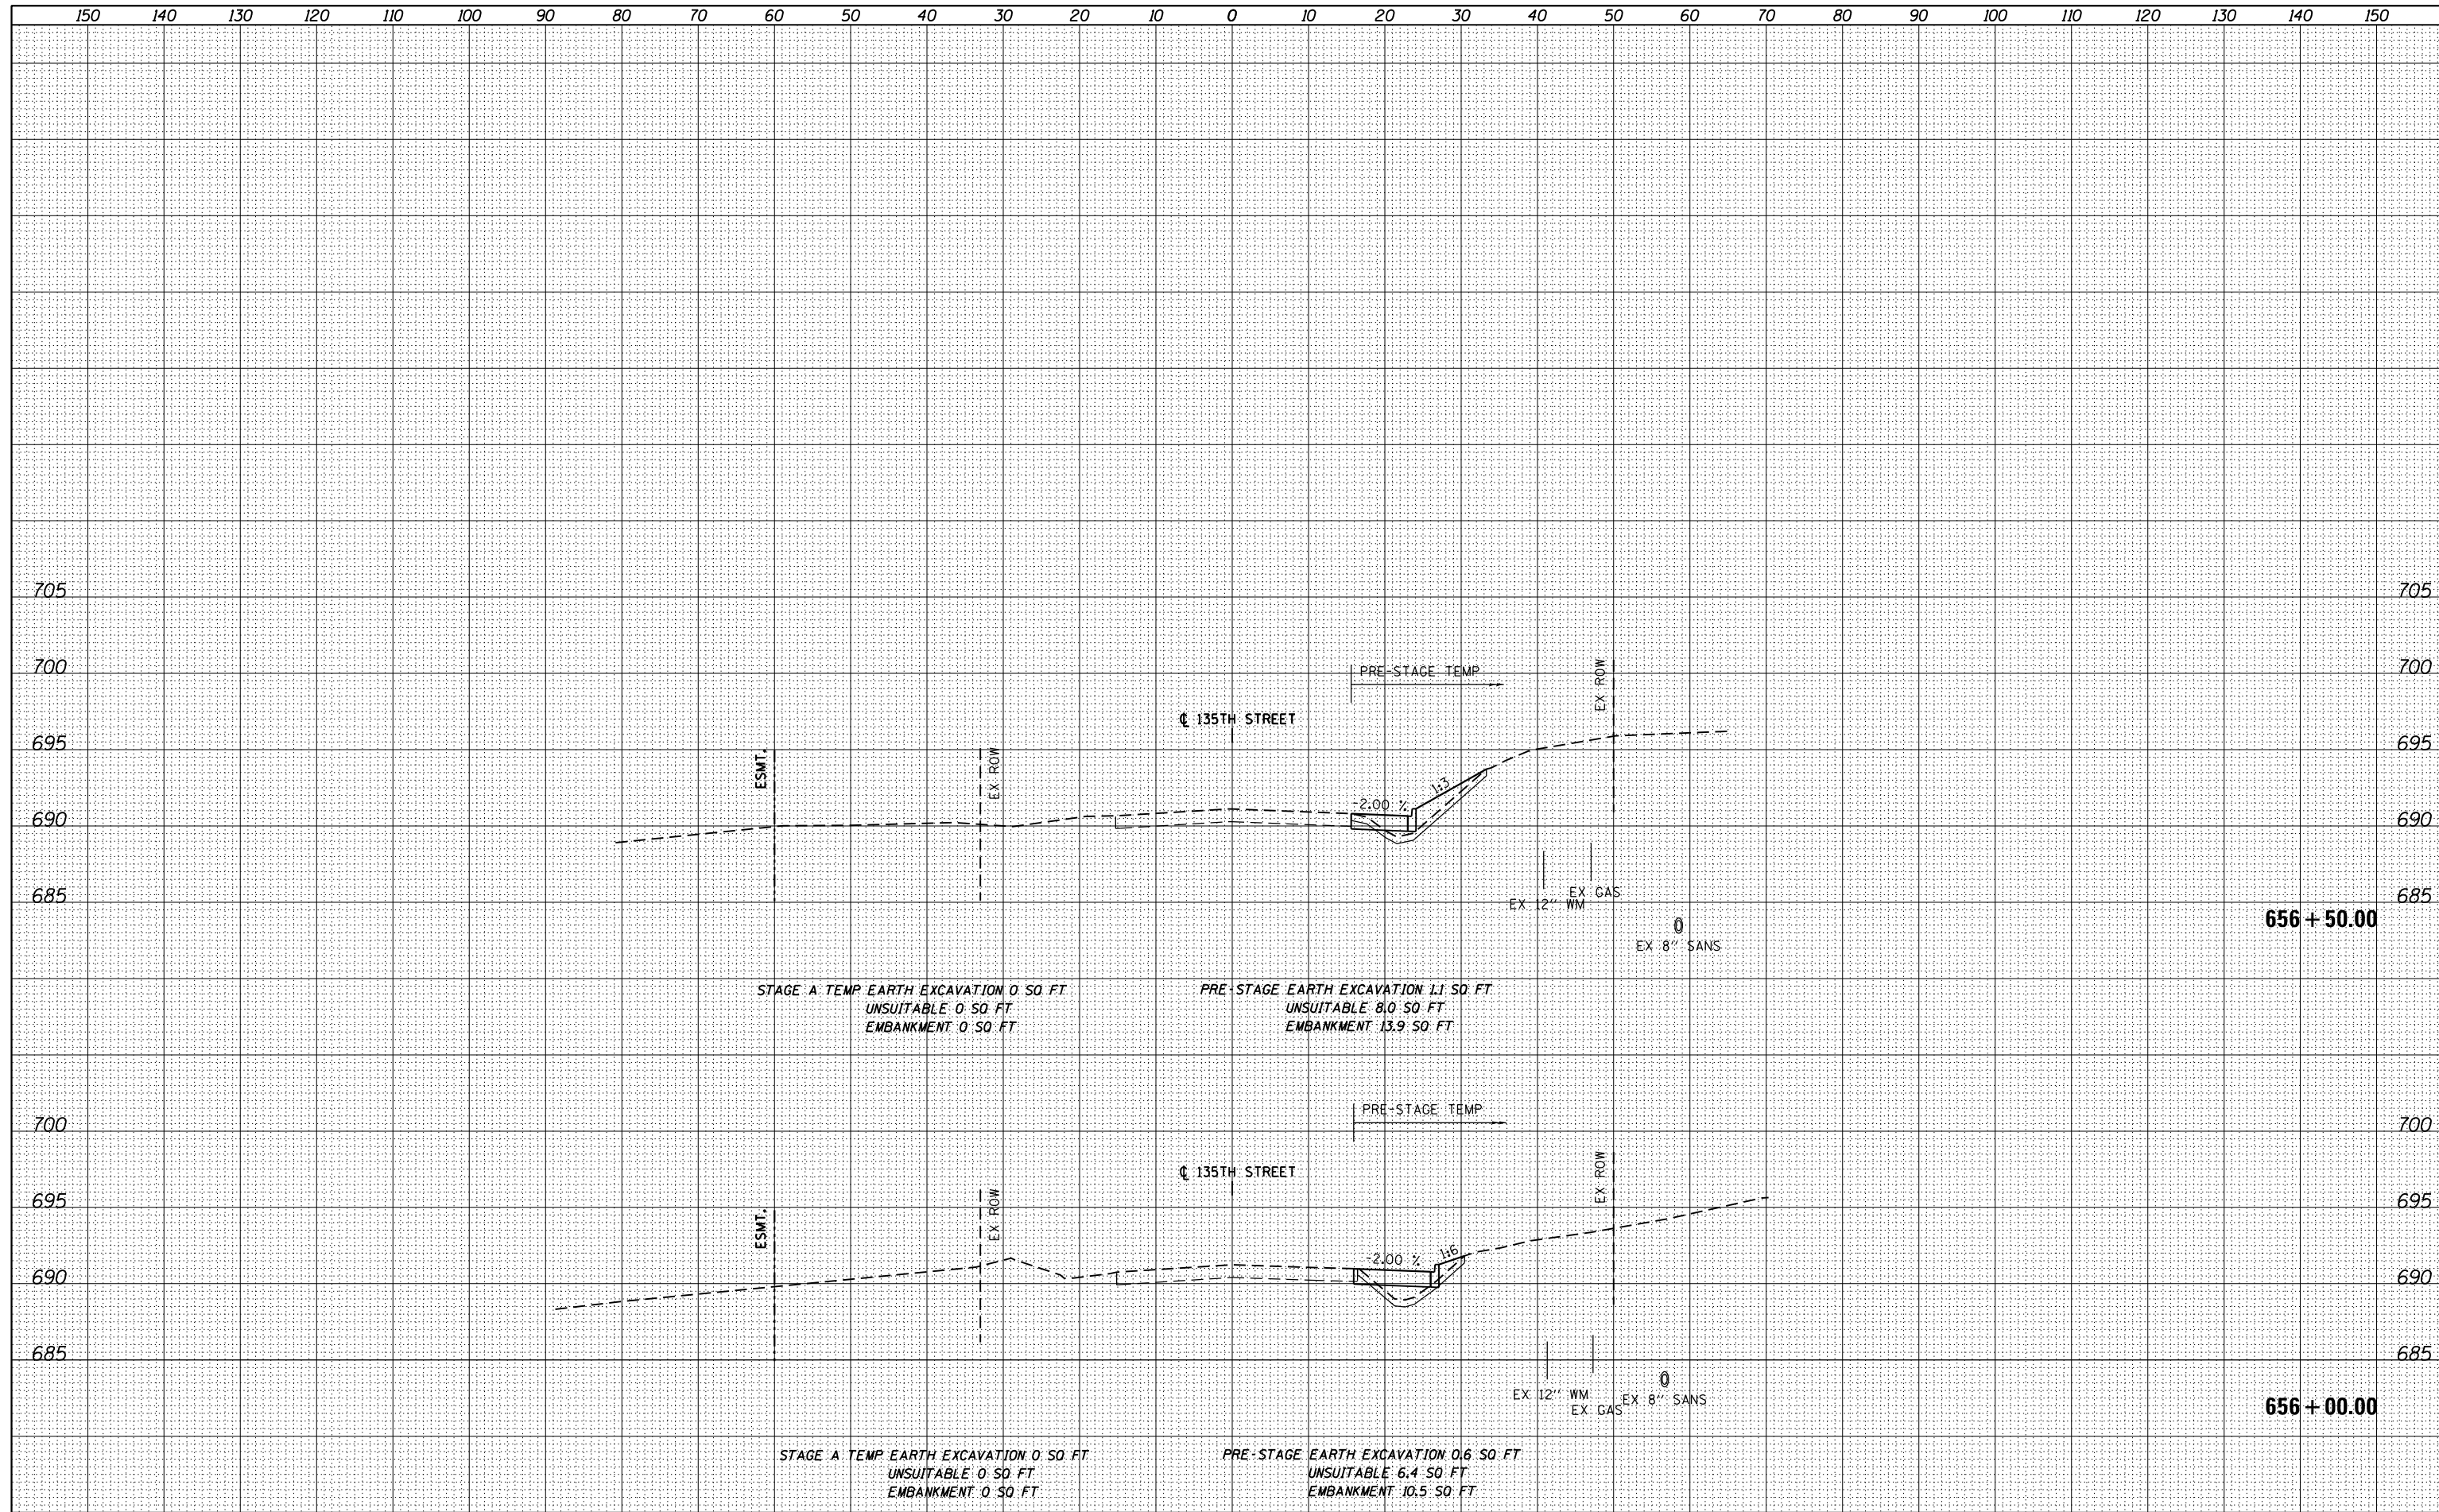 150 140 130 120 110 100 90 80 70 60 50 40 30 20 10 0 10 20 30 40 50 60 70 80 90 100 110 120 130 140 150
705 705
700 PRE-STAGE TEMP EX ROW 700
℄ 135TH STREET
695 ESMT. EX ROW 695
1:3
690 -2.00 % 690
685 EX GAS 685
EX 12" WM
656+50.00
EX 8" SANS
STAGE A TEMP EARTH EXCAVATION 0 SQ FT
UNSUITABLE 0 SQ FT
EMBANKMENT 0 SQ FT
PRE-STAGE EARTH EXCAVATION 1.1 SQ FT
UNSUITABLE 8.0 SQ FT
EMBANKMENT 13.9 SQ FT
PRE-STAGE TEMP
700 700
℄ 135TH STREET EX ROW
695 EX ROW 695
ESMT.
-2.00 % 1:6
690 690
685 685
EX 12" WM EX 8" SANS
EX GAS
656+00.00
STAGE A TEMP EARTH EXCAVATION 0 SQ FT
UNSUITABLE 0 SQ FT
EMBANKMENT 0 SQ FT
PRE-STAGE EARTH EXCAVATION 0.6 SQ FT
UNSUITABLE 6.4 SQ FT
EMBANKMENT 10.5 SQ FT